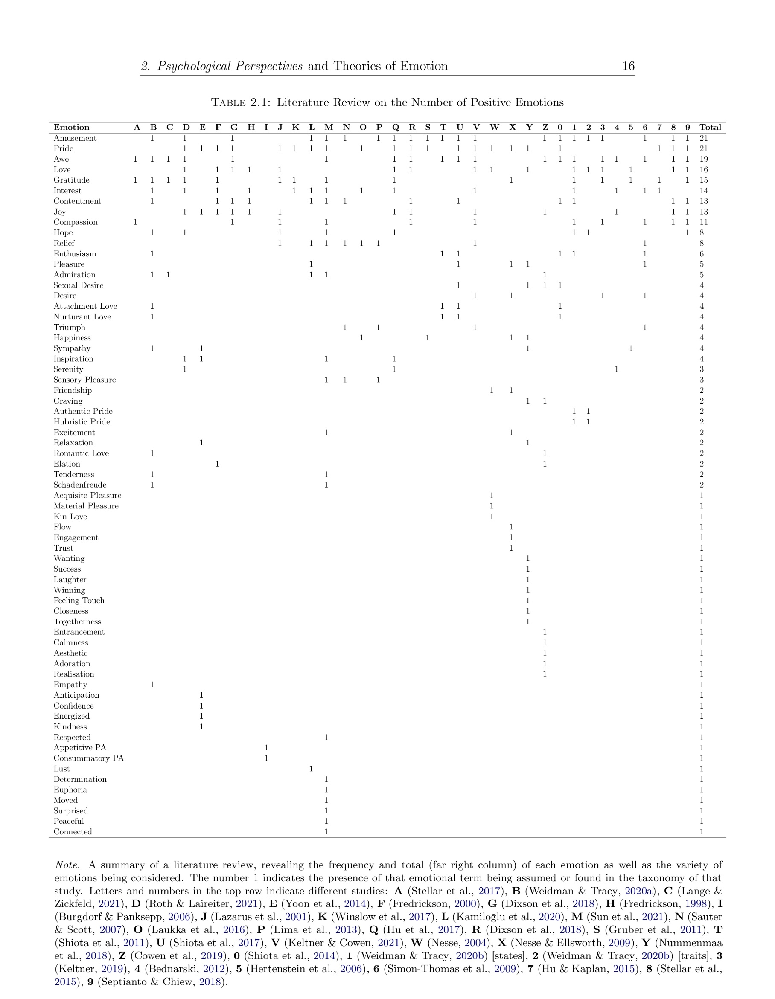 2. Psychological Perspectives and Theories of Emotion 16
TABLE 2.1: Literature Review on the Number of Positive Emotions
Emotion A B C D E F G H I J K L M N O P Q R S T U V W X Y Z 0 1 2 3 4 5 6 7 8 9 Total
Amusement 1 1 1 1 1 1 1 1 1 1 1 1 1 1 1 1 1 1 1 1 1 21
Pride 1 1 1 1 1 1 1 1 1 1 1 1 1 1 1 1 1 1 1 1 1 21
Awe 1 1 1 1 1 1 1 1 1 1 1 1 1 1 1 1 1 1 1 19
Love 1 1 1 1 1 1 1 1 1 1 1 1 1 1 1 1 16
Gratitude 1 1 1 1 1 1 1 1 1 1 1 1 1 1 1 15
Interest 1 1 1 1 1 1 1 1 1 1 1 1 1 1 14
Contentment 1 1 1 1 1 1 1 1 1 1 1 1 1 13
Joy 1 1 1 1 1 1 1 1 1 1 1 1 1 13
Compassion 1 1 1 1 1 1 1 1 1 1 1 11
Hope 1 1 1 1 1 1 1 1 8
Relief 1 1 1 1 1 1 1 1 8
Enthusiasm 1 1 1 1 1 1 6
Pleasure 1 1 1 1 1 5
Admiration 1 1 1 1 1 5
Sexual Desire 1 1 1 1 4
Desire 1 1 1 1 4
Attachment Love 1 1 1 1 4
Nurturant Love 1 1 1 1 4
Triumph 1 1 1 1 4
Happiness 1 1 1 1 4
Sympathy 1 1 1 1 4
Inspiration 1 1 1 1 4
Serenity 1 1 1 3
Sensory Pleasure 1 1 1 3
Friendship 1 1 2
Craving 1 1 2
Authentic Pride 1 1 2
Hubristic Pride 1 1 2
Excitement 1 1 2
Relaxation 1 1 2
Romantic Love 1 1 2
Elation 1 1 2
Tenderness 1 1 2
Schadenfreude 1 1 2
Acquisite Pleasure 1 1
Material Pleasure 1 1
Kin Love 1 1
Flow 1 1
Engagement 1 1
Trust 1 1
Wanting 1 1
Success 1 1
Laughter 1 1
Winning 1 1
Feeling Touch 1 1
Closeness 1 1
Togetherness 1 1
Entrancement 1 1
Calmness 1 1
Aesthetic 1 1
Adoration 1 1
Realisation 1 1
Empathy 1 1
Anticipation 1 1
Confidence 1 1
Energized 1 1
Kindness 1 1
Respected 1 1
Appetitive PA 1 1
Consummatory PA 1 1
Lust 1 1
Determination 1 1
Euphoria 1 1
Moved 1 1
Surprised 1 1
Peaceful 1 1
Connected 1 1
Note. A summary of a literature review, revealing the frequency and total (far right column) of each emotion as well as the variety of
emotions being considered. The number 1 indicates the presence of that emotional term being assumed or found in the taxonomy of that
study. Letters and numbers in the top row indicate different studies: A (Stellar et al., 2017), B (Weidman & Tracy, 2020a), C (Lange &
Zickfeld, 2021), D (Roth & Laireiter, 2021), E (Yoon et al., 2014), F (Fredrickson, 2000), G (Dixson et al., 2018), H (Fredrickson, 1998), I
(Burgdorf & Panksepp, 2006), J (Lazarus et al., 2001), K (Winslow et al., 2017), L (Kamiloğlu et al., 2020), M (Sun et al., 2021), N (Sauter
& Scott, 2007), O (Laukka et al., 2016), P (Lima et al., 2013), Q (Hu et al., 2017), R (Dixson et al., 2018), S (Gruber et al., 2011), T
(Shiota et al., 2011), U (Shiota et al., 2017), V (Keltner & Cowen, 2021), W (Nesse, 2004), X (Nesse & Ellsworth, 2009), Y (Nummenmaa
et al., 2018), Z (Cowen et al., 2019), 0 (Shiota et al., 2014), 1 (Weidman & Tracy, 2020b) [states], 2 (Weidman & Tracy, 2020b) [traits], 3
(Keltner, 2019), 4 (Bednarski, 2012), 5 (Hertenstein et al., 2006), 6 (Simon-Thomas et al., 2009), 7 (Hu & Kaplan, 2015), 8 (Stellar et al.,
2015), 9 (Septianto & Chiew, 2018).